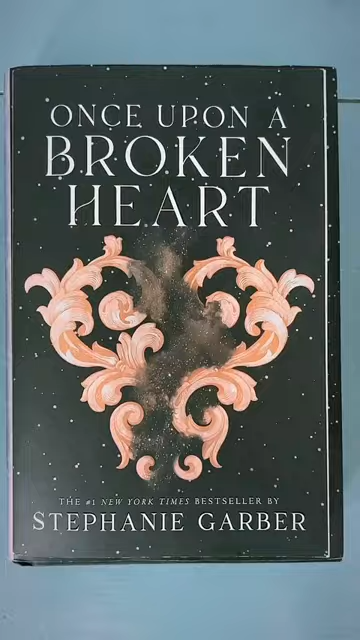 ONCE UPON A
BROKEN
HEART
THE #1 NEW YORK TIMES BESTSELLER BY
STEPHANIE GARBER